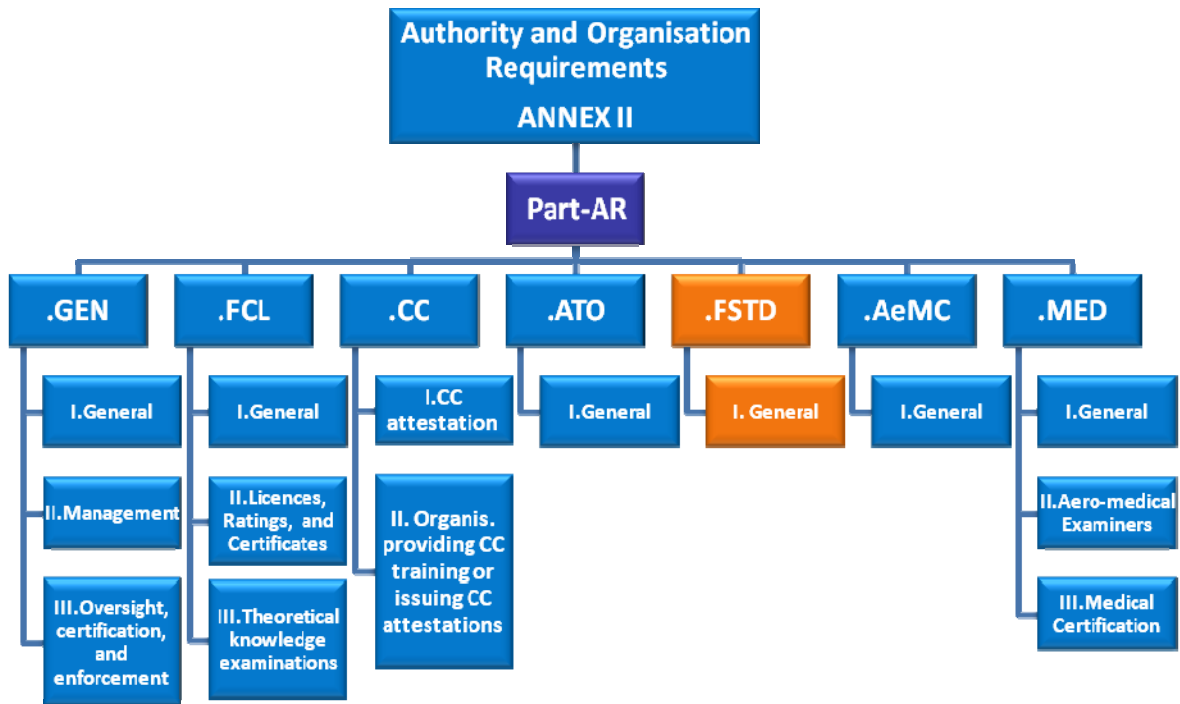 Authority and Organisation
Requirements
ANNEX II
Part-AR
.GEN
.FCL
.CC
.ATO
.FSTD
.AeMC
.MED
I.General
II.Management
III.Oversight,
certification,
and
enforcement
I.General
II.Licences,
Ratings, and
Certificates
III.Theoretical
knowledge
examinations
I.CC
attestation
II. Organis.
providing CC
training or
issuing CC
attestations
I.General
I. General
I.General
I.General
II.Aero-medical
Examiners
III.Medical
Certification